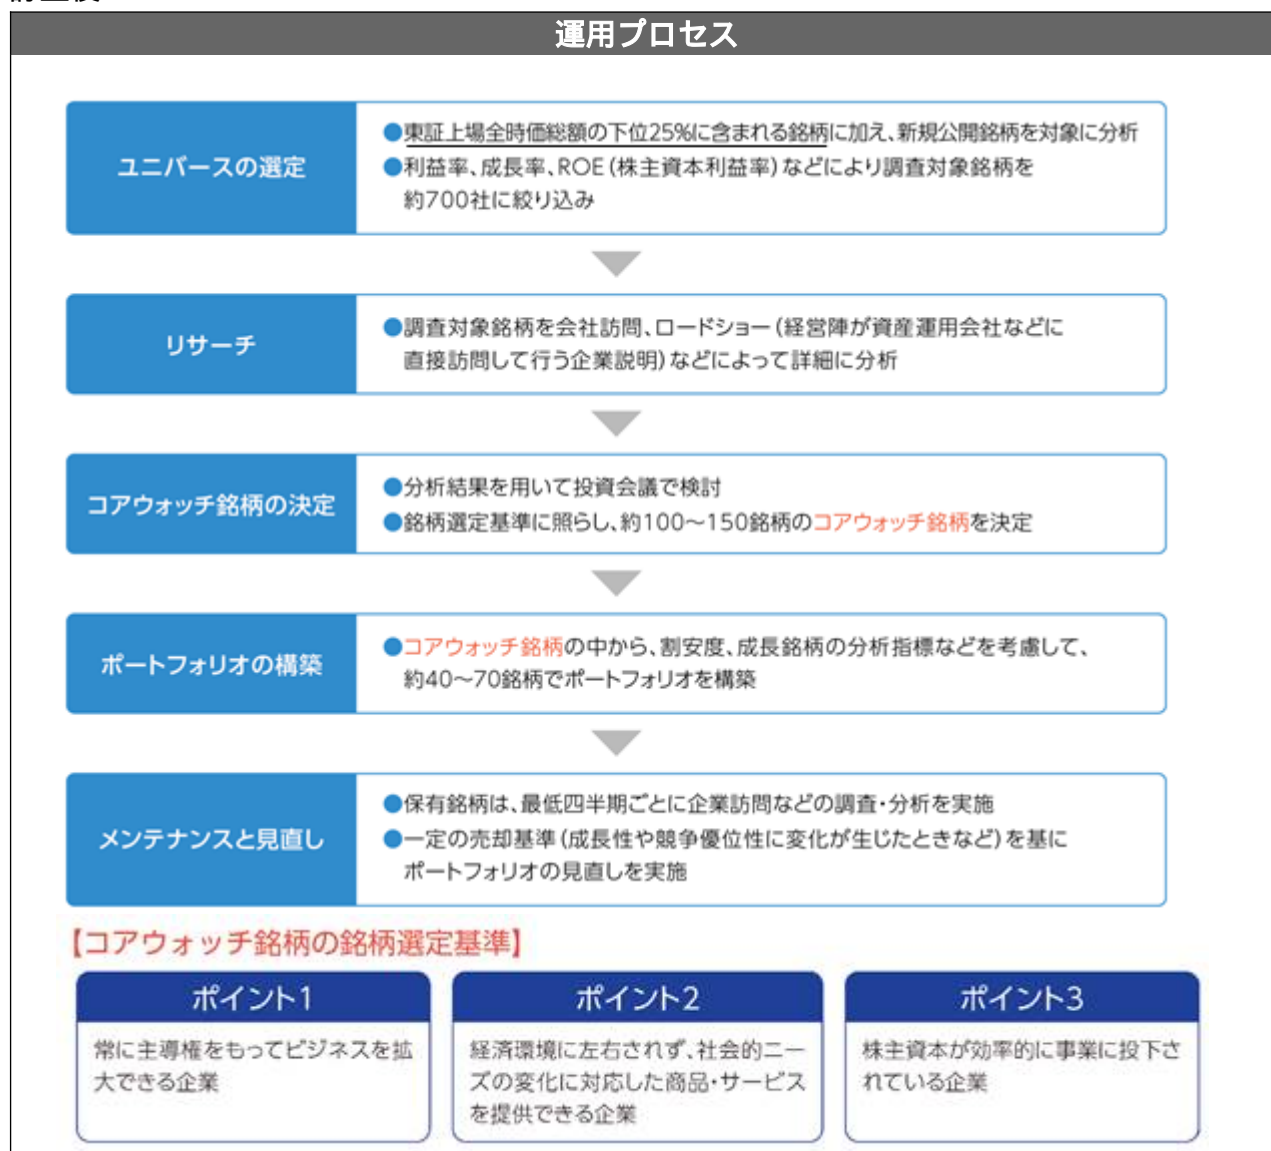 運用プロセス
ユニバースの選定
●東証上場全時価総額の下位25%に含まれる銘柄に加え、新規公開銘柄を対象に分析
●利益率、成長率、ROE(株主資本利益率)などにより調査対象銘柄を
約700社に絞り込み
リサーチ
●調査対象銘柄を会社訪問、ロードショー(経営陣が資産運用会社などに
直接訪問して行う企業説明)などによって詳細に分析
コアウォッチ銘柄の決定
●分析結果を用いて投資会議で検討
●銘柄選定基準に照らし、約100～150銘柄のコアウォッチ銘柄を決定
ポートフォリオの構築
●コアウォッチ銘柄の中から、割安度、成長銘柄の分析指標などを考慮して、
約40～70銘柄でポートフォリオを構築
メンテナンスと見直し
●保有銘柄は、最低四半期ごとに企業訪問などの調査・分析を実施
●一定の売却基準(成長性や競争優位性に変化が生じたときなど)を基に
ポートフォリオの見直しを実施
【コアウォッチ銘柄の銘柄選定基準】
ポイント1
常に主導権をもってビジネスを拡
大できる企業
ポイント2
経済環境に左右されず、社会的ニー
ズの変化に対応した商品・サービス
を提供できる企業
ポイント3
株主資本が効率的に事業に投下さ
れている企業